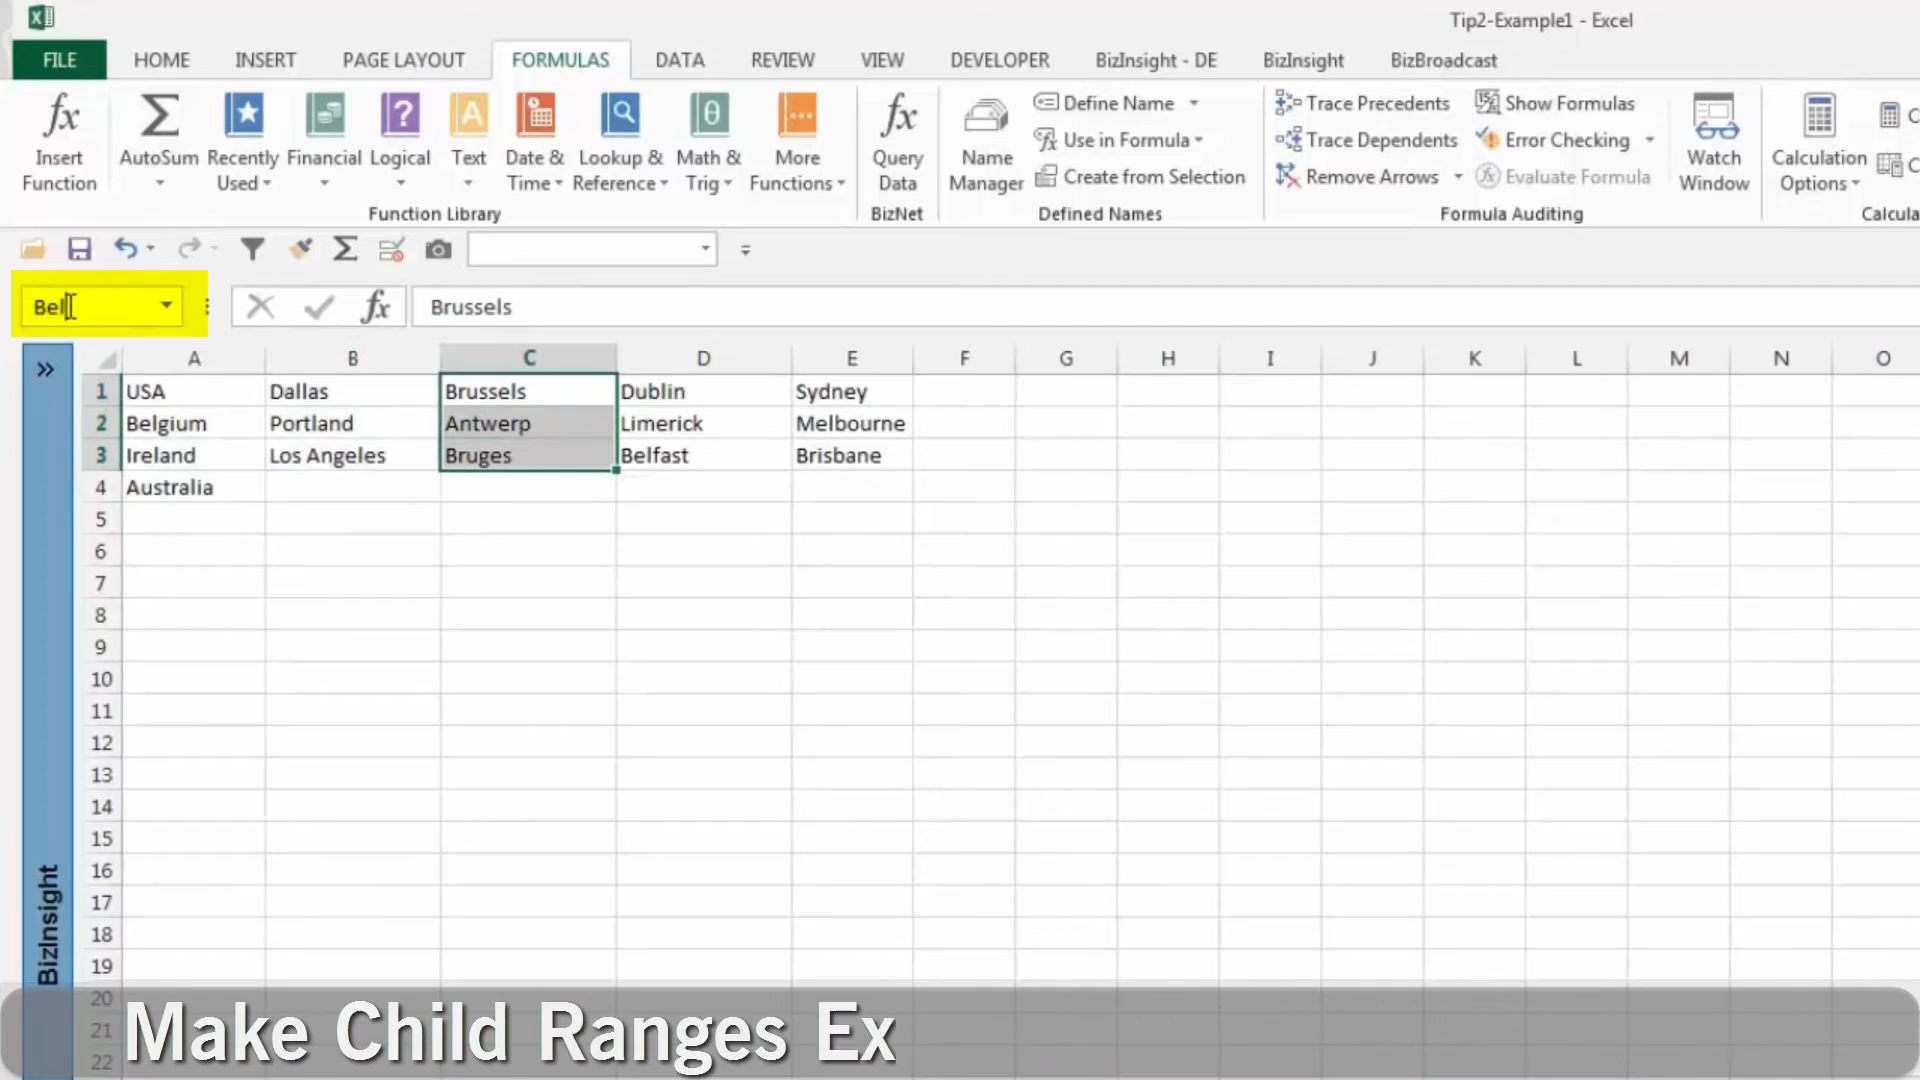 Tip2-Example1 - Excel
FILE HOME INSERT PAGE LAYOUT FORMULAS DATA REVIEW VIEW DEVELOPER BizInsight - DE BizInsight BizBroadcast
Insert Function
AutoSum
Recently Used
Financial
Logical
Text
Date & Time
Lookup & Reference
Math & Trig
More Functions
Function Library
Query Data
BizNet
Name Manager
Define Name
Use in Formula
Create from Selection
Defined Names
Trace Precedents
Trace Dependents
Remove Arrows
Show Formulas
Error Checking
Evaluate Formula
Formula Auditing
Watch Window
Calculation Options
Bel
fx
Brussels
A B C D E F G H I J K L M N O
1 USA Dallas Brussels Dublin Sydney
2 Belgium Portland Antwerp Limerick Melbourne
3 Ireland Los Angeles Bruges Belfast Brisbane
4 Australia
5
6
7
8
9
10
11
12
13
14
15
16
17
18
19
20
21
22
BizInsight
Make Child Ranges Ex